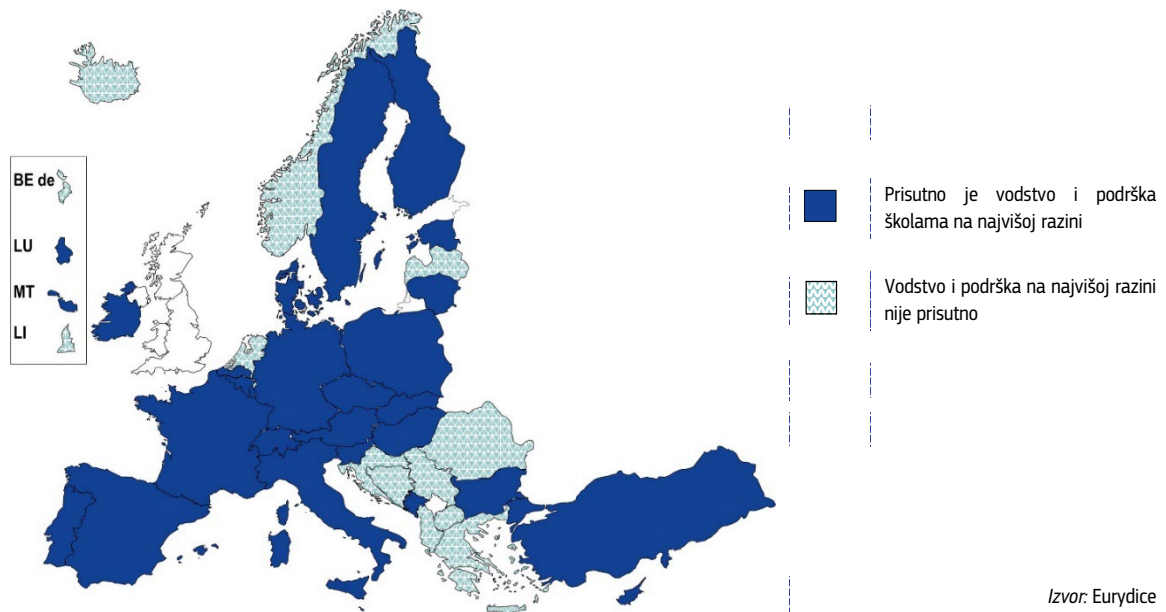 BE de
LU
MT
LI
Prisutno je vodstvo i podrška
školama na najvišoj razini
Vodstvo i podrška na najvišoj razini
nije prisutno
Izvor: Eurydice